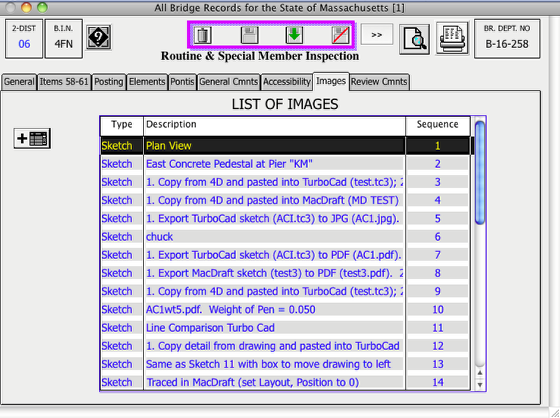 All Bridge Records for the State of Massachusetts [1]
2-DIST
06
B.I.N.
4FN
>>
BR. DEPT. NO
B-16-258
Routine & Special Member Inspection
General
Items 58-61
Posting
Elements
Pontis
General Cmnts
Accessibility
Images
Review Cmnts
LIST OF IMAGES
Type Description Sequence
Sketch Plan View 1
Sketch East Concrete Pedestal at Pier "KM" 2
Sketch 1. Copy from 4D and pasted into TurboCad (test.tc3); 2 3
Sketch 1. Copy from 4D and pasted into MacDraft (MD TEST) 4
Sketch 1. Export TurboCad sketch (ACI.tc3) to JPG (AC1.jpg). 5
Sketch chuck 6
Sketch 1. Export TurboCad sketch (ACI.tc3) to PDF (AC1.pdf). 7
Sketch 1. Export MacDraft sketch (test3) to PDF (test3.pdf). 2 8
Sketch 1. Copy from 4D and pasted into TurboCad (test.tc3); 2 9
Sketch AC1wt5.pdf. Weight of Pen = 0.050 10
Sketch Line Comparison Turbo Cad 11
Sketch 1. Copy detail from drawing and pasted into TurboCad 12
Sketch Same as Sketch 11 with box to move drawing to left 13
Sketch Traced in MacDraft (set Layout, Position to 0) 14